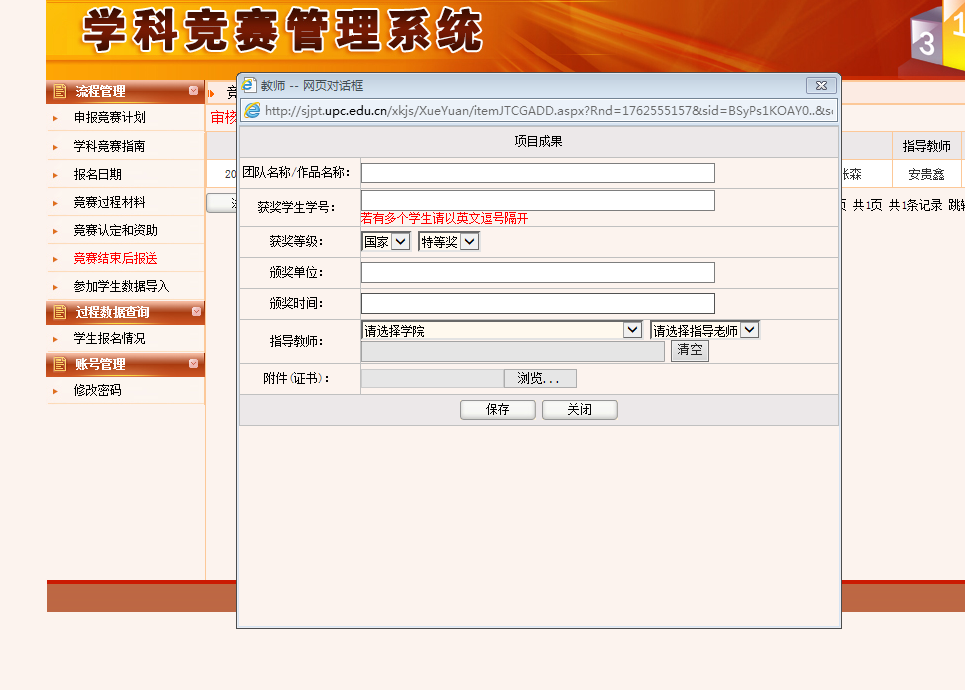 学科竞赛管理系统
3
1
流程管理
申报竞赛计划
学科竞赛指南
报名日期
竞赛过程材料
竞赛认定和资助
竞赛结束后报送
参加学生数据导入
过程数据查询
学生报名情况
账号管理
修改密码
竞
审核
20
教师 -- 网页对话框
http://sjpt.upc.edu.cn/xkjs/XueYuan/itemJTCGADD.aspx?Rnd=1762555157&sid=BSyPs1KOAY0..&s
项目成果
团队名称/作品名称：
获奖学生学号：
若有多个学生请以英文逗号隔开
获奖等级： 国家 特等奖
颁奖单位：
颁奖时间：
指导教师： 请选择学院 请选择指导老师
清空
附件(证书)： 浏览...
保存 关闭
指导教师
张森 安贵鑫
页 共1页 共1条记录 跳转